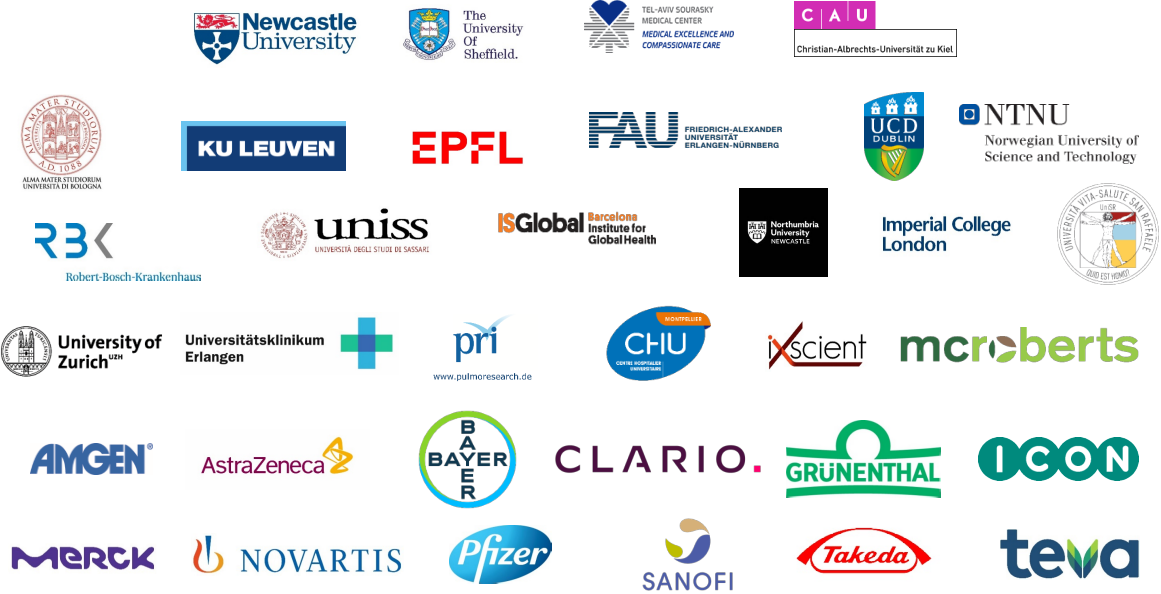 Newcastle
University
The
University
Of
Sheffield.
TEL-AVIV SOURASKY
MEDICAL CENTER
MEDICAL EXCELLENCE AND
COMPASSIONATE CARE
C A U
Christian-Albrechts-Universität zu Kiel
ALMA MATER STUDIORUM
A.D. 1088
ALMA MATER STUDIORUM
UNIVERSITÀ DI BOLOGNA
KU LEUVEN
EPFL
FAU
FRIEDRICH-ALEXANDER
UNIVERSITÄT
ERLANGEN-NÜRNBERG
UCD
DUBLIN
NTNU
Norwegian University of
Science and Technology
RBK
Robert-Bosch-Krankenhaus
uniss
UNIVERSITÀ DEGLI STUDI DI SASSARI
ISGlobal
Barcelona
Institute for
Global Health
Northumbria
University
NEWCASTLE
Imperial College
London
UNIVERSITÀ VITA-SALUTE SAN RAFFAELE
UniSR
QUID EST HOMO?
University of
Zurich UZH
Universitätsklinikum
Erlangen
pri
www.pulmoresearch.de
MONTPELLIER
CHU
CENTRE HOSPITALIER
UNIVERSITAIRE
iXscient
mcroberts
AMGEN®
AstraZeneca
BAYER
BAYER
CLARIO.
GRÜNENTHAL
ICON
MERCK
NOVARTIS
Pfizer
SANOFI
Takeda
teva